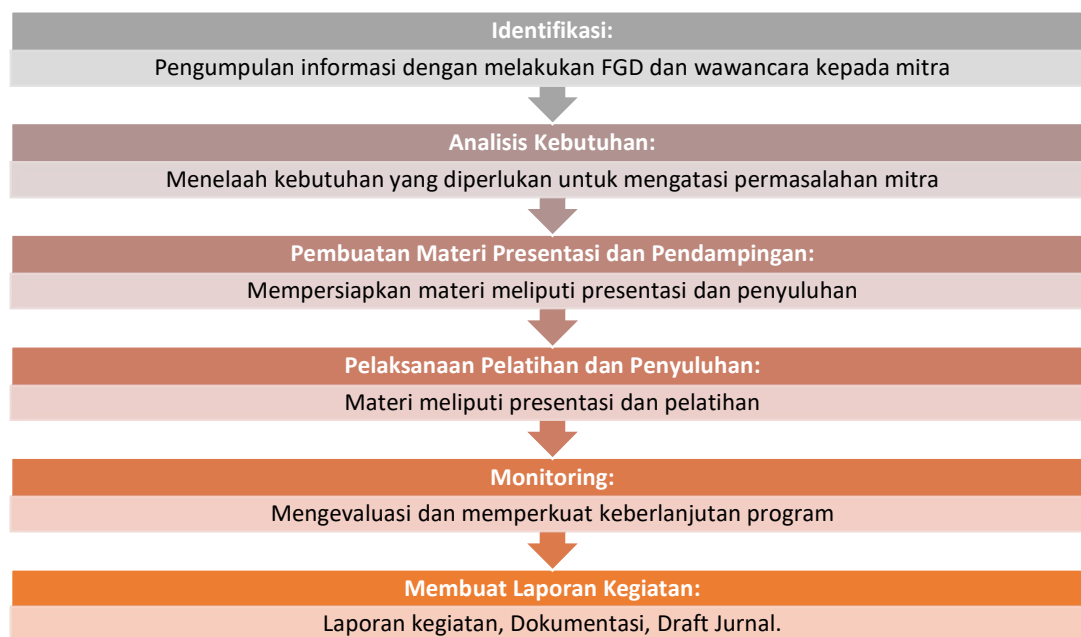 Identifikasi:
Pengumpulan informasi dengan melakukan FGD dan wawancara kepada mitra
Analisis Kebutuhan:
Menelaah kebutuhan yang diperlukan untuk mengatasi permasalahan mitra
Pembuatan Materi Presentasi dan Pendampingan:
Mempersiapkan materi meliputi presentasi dan penyuluhan
Pelaksanaan Pelatihan dan Penyuluhan:
Materi meliputi presentasi dan pelatihan
Monitoring:
Mengevaluasi dan memperkuat keberlanjutan program
Membuat Laporan Kegiatan:
Laporan kegiatan, Dokumentasi, Draft Jurnal.